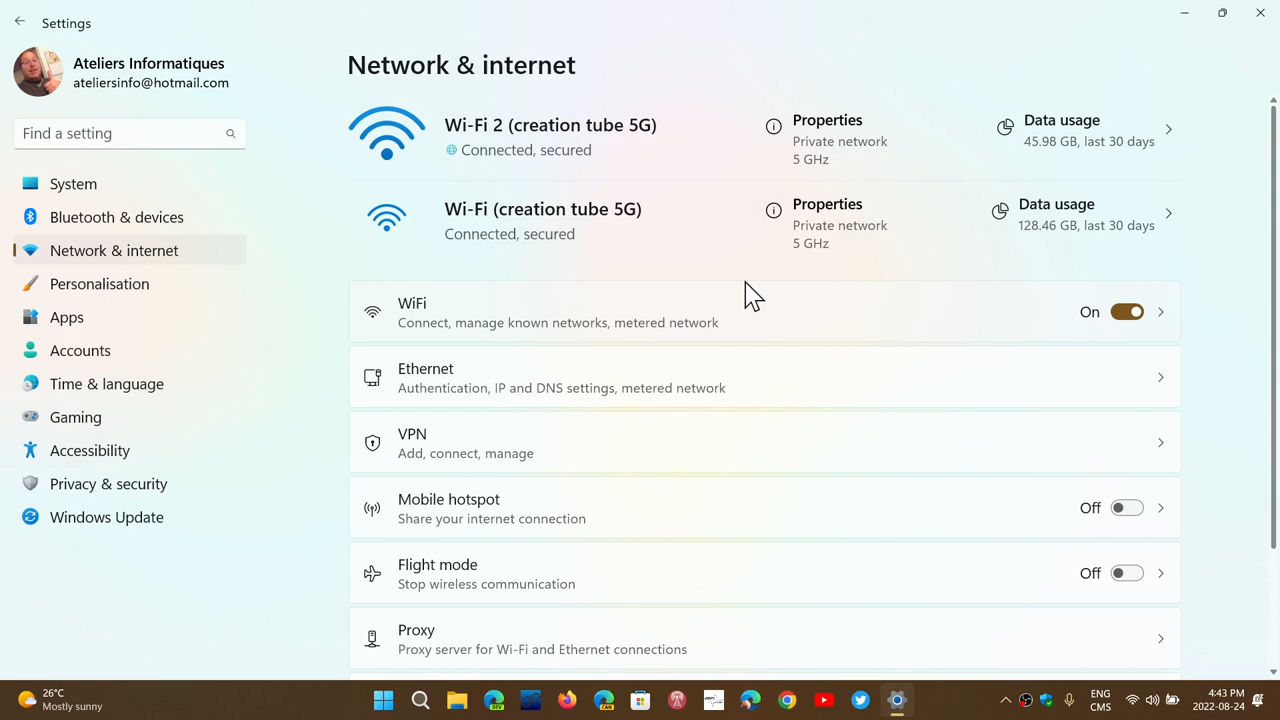 Settings
Ateliers Informatiques
ateliersinfo@hotmail.com
Find a setting
System
Bluetooth & devices
Network & internet
Personalisation
Apps
Accounts
Time & language
Gaming
Accessibility
Privacy & security
Windows Update
Network & internet
Wi-Fi 2 (creation tube 5G)
Connected, secured
Properties
Private network
5 GHz
Data usage
45.98 GB, last 30 days
Wi-Fi (creation tube 5G)
Connected, secured
Properties
Private network
5 GHz
Data usage
128.46 GB, last 30 days
WiFi
Connect, manage known networks, metered network
On
Ethernet
Authentication, IP and DNS settings, metered network
VPN
Add, connect, manage
Mobile hotspot
Share your internet connection
Off
Flight mode
Stop wireless communication
Off
Proxy
Proxy server for Wi-Fi and Ethernet connections
26°C
Mostly sunny
DEV
CAN
ENG
CMS
4:43 PM
2022-08-24